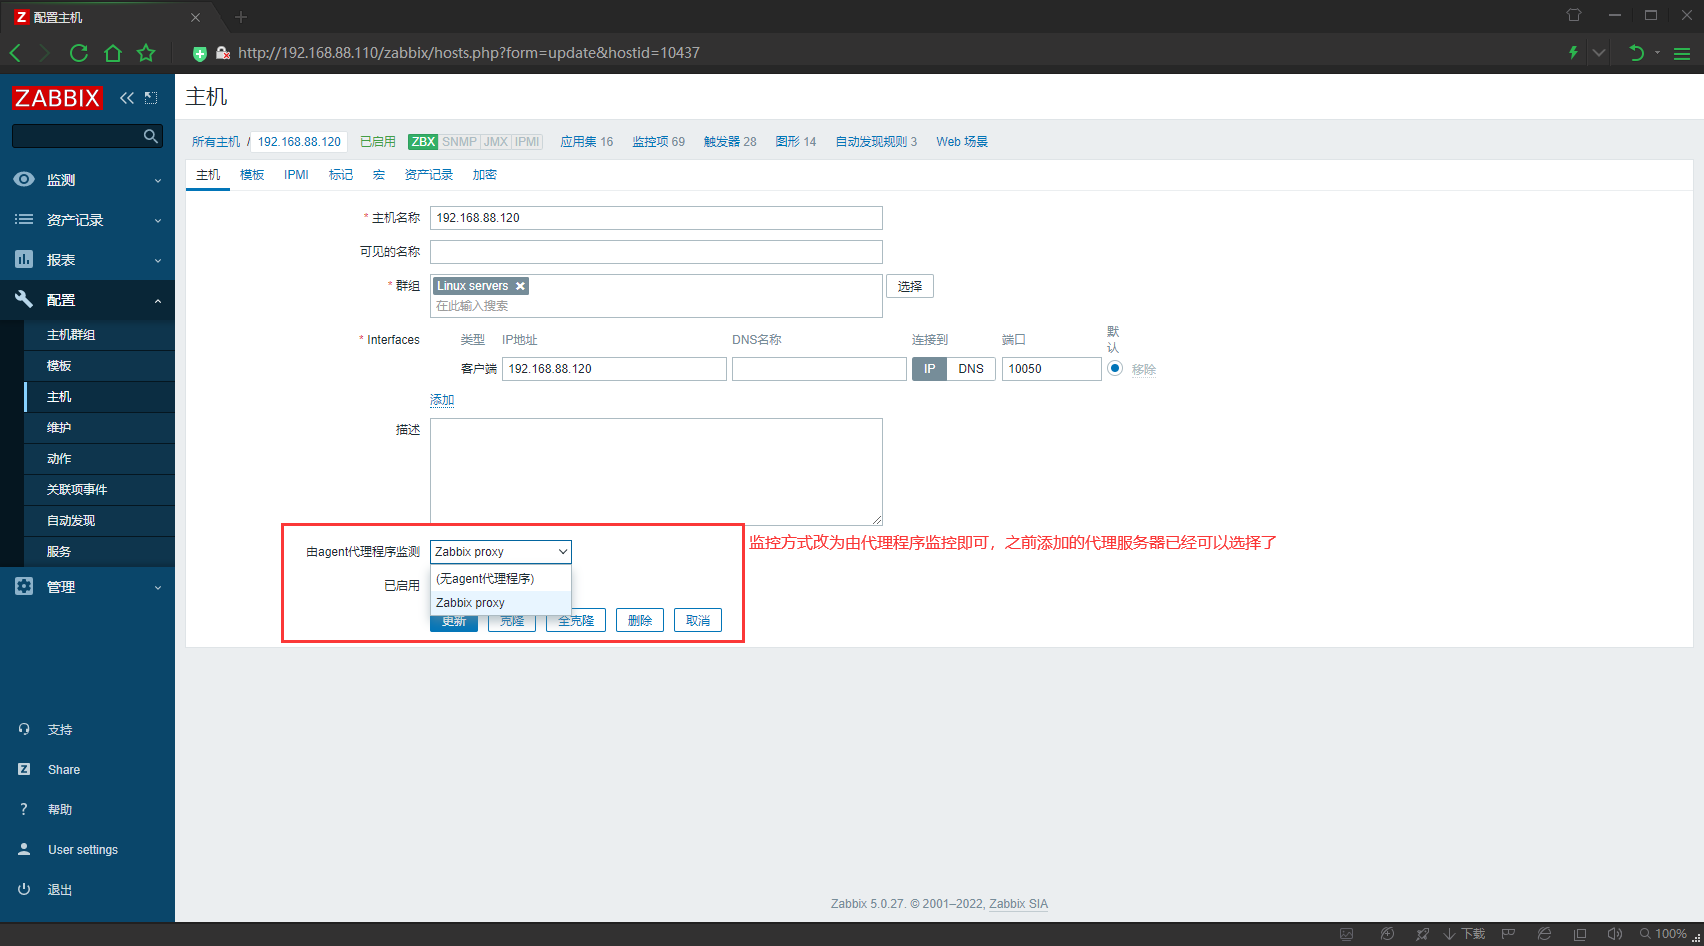 配置主机
http://192.168.88.110/zabbix/hosts.php?form=update&hostid=10437
ZABBIX
监测
资产记录
报表
配置
主机群组
模板
主机
维护
动作
关联项事件
自动发现
服务
管理
支持
Share
帮助
User settings
退出
主机
所有主机 / 192.168.88.120 已启用 ZBX SNMP JMX IPMI 应用集 16 监控项 69 触发器 28 图形 14 自动发现规则 3 Web 场景
主机 模板 IPMI 标记 宏 资产记录 加密
* 主机名称 192.168.88.120
可见的名称
* 群组 Linux servers 选择
在此输入搜索
* Interfaces 类型 IP地址 DNS名称 连接到 端口 默认
客户端 192.168.88.120 IP DNS 10050 移除
添加
描述
监控方式改为由代理程序监控即可，之前添加的代理服务器已经可以选择了
由agent代理程序监测 Zabbix proxy
(无agent代理程序)
已启用
Zabbix proxy
更新 克隆 全克隆 删除 取消
Zabbix 5.0.27. © 2001–2022, Zabbix SIA
下载 100%